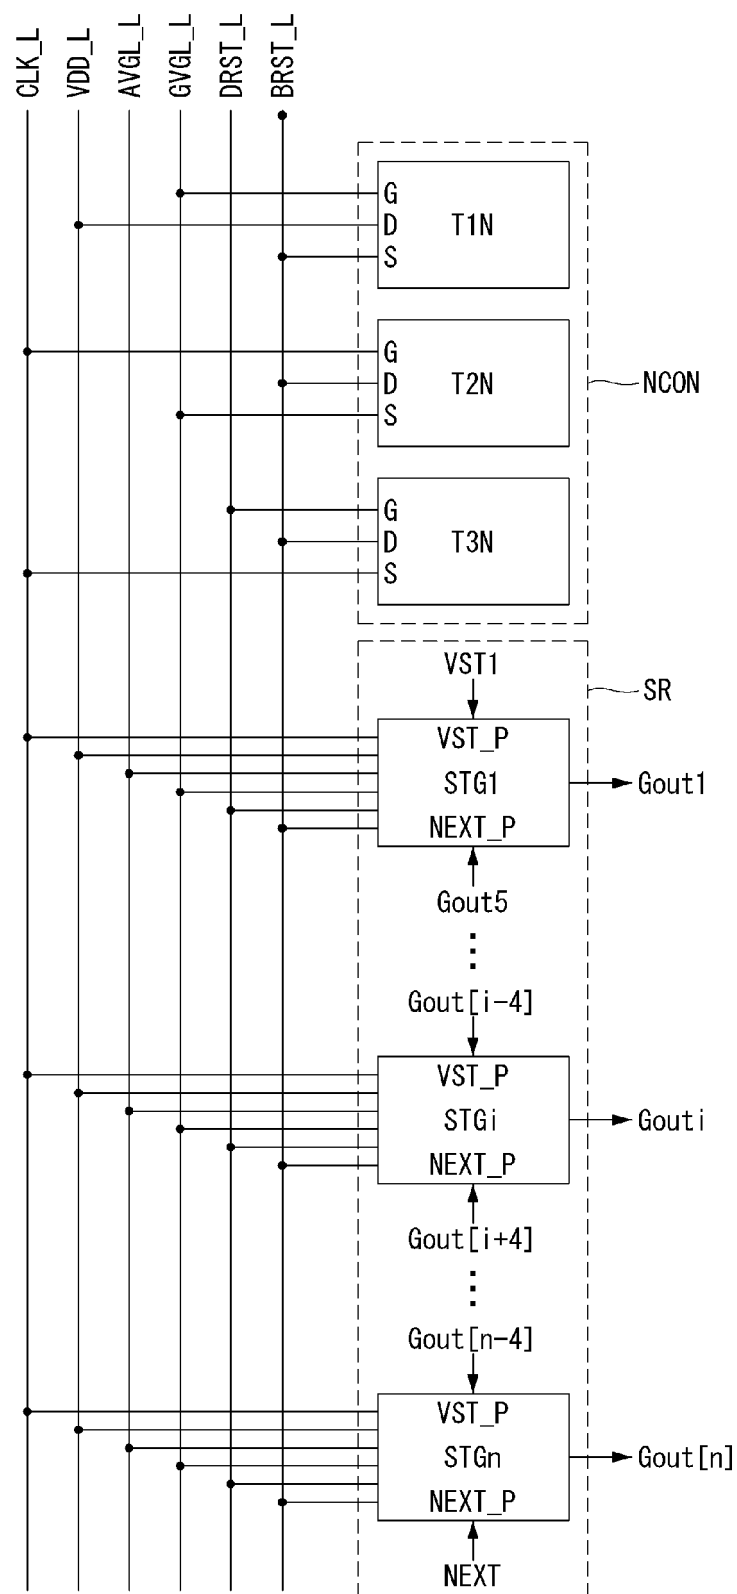 CLK_L
VDD_L
AVGL_L
GVGL_L
DRST_L
BRST_L
G
D T1N
S
G
D T2N
S
NCON
G
D T3N
S
VST1
SR
VST_P
STG1
Gout1
NEXT_P
Gout5
Gout[i-4]
VST_P
STGi
Gouti
NEXT_P
Gout[i+4]
Gout[n-4]
VST_P
STGn
Gout[n]
NEXT_P
NEXT